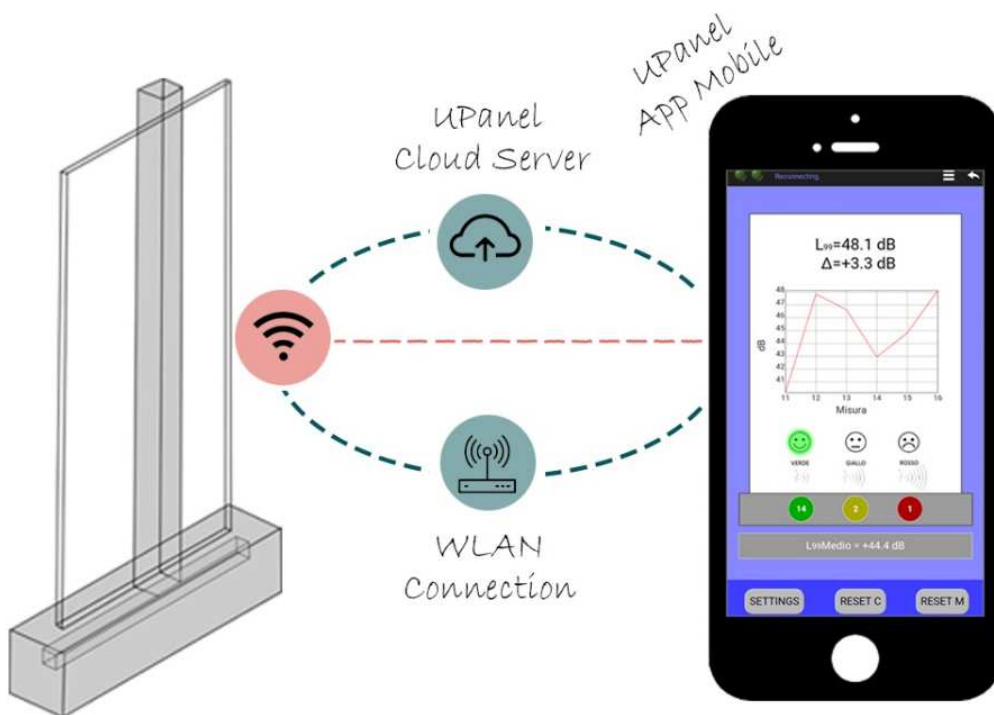 UPanel
Cloud Server
UPanel
APP Mobile
WLAN
Connection
Reconnecting
L99=48.1 dB
Δ=+3.3 dB
48
47
46
45
44
43
42
41
dB
11 12 13 14 15 16
Misura
VERDE GIALLO ROSSO
14 2 1
L99Medio = +44.4 dB
SETTINGS RESET C RESET M